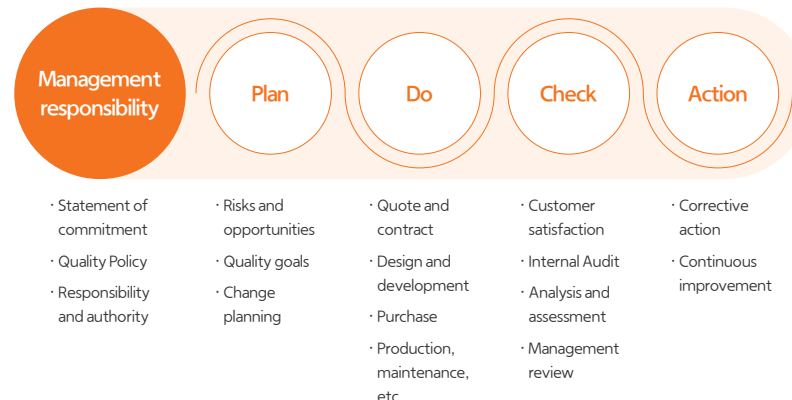 Management
responsibility
Plan
Do
Check
Action
· Statement of
commitment
· Quality Policy
· Responsibility
and authority
· Risks and
opportunities
· Quality goals
· Change
planning
· Quote and
contract
· Design and
development
· Purchase
· Production,
maintenance,
etc
· Customer
satisfaction
· Internal Audit
· Analysis and
assessment
· Management
review
· Corrective
action
· Continuous
improvement